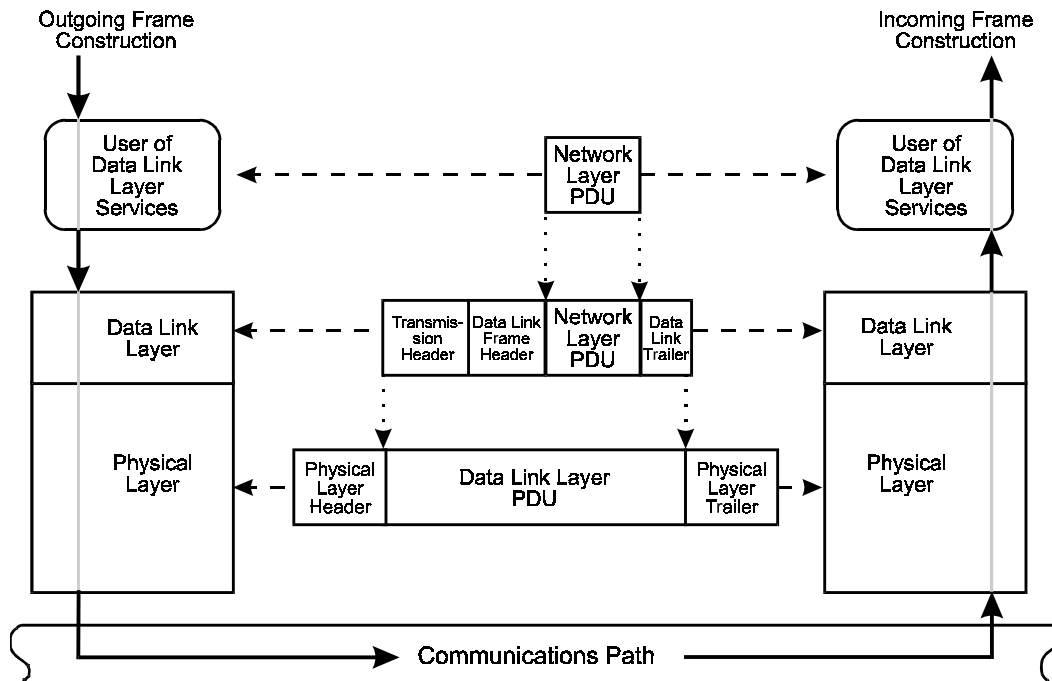 Outgoing Frame
Construction
Incoming Frame
Construction
User of
Data Link
Layer
Services
Network
Layer
PDU
User of
Data Link
Layer
Services
Data Link
Layer
Transmis-
sion
Header
Data Link
Frame
Header
Network
Layer
PDU
Data
Link
Trailer
Data Link
Layer
Physical
Layer
Physical
Layer
Header
Data Link Layer
PDU
Physical
Layer
Trailer
Physical
Layer
Communications Path